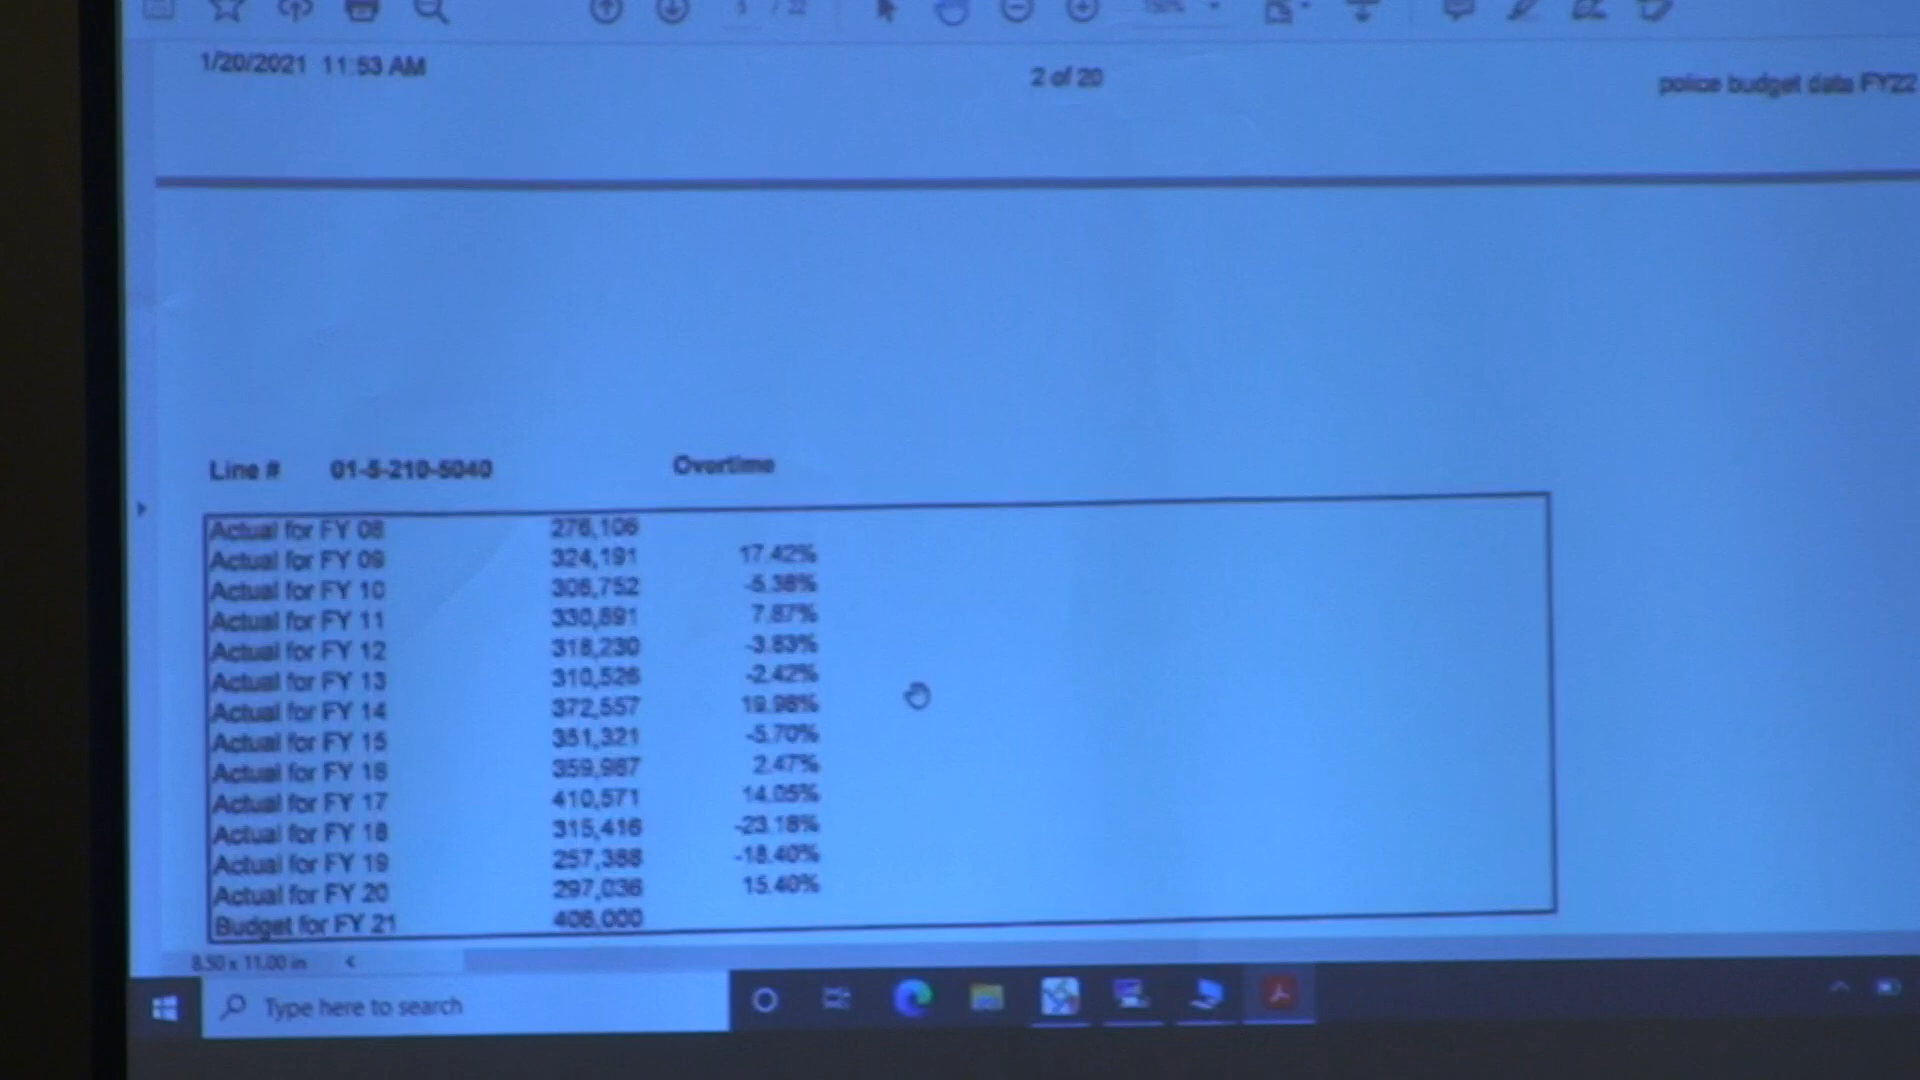 1/20/2021 11:53 AM
2 of 20
police budget data FY22
Line # 01-5-210-5040 Overtime
Actual for FY 08 276,106
Actual for FY 09 324,191 17.42%
Actual for FY 10 306,752 -5.38%
Actual for FY 11 330,891 7.87%
Actual for FY 12 318,230 -3.83%
Actual for FY 13 310,526 -2.42%
Actual for FY 14 372,557 19.98%
Actual for FY 15 351,321 -5.70%
Actual for FY 16 359,987 2.47%
Actual for FY 17 410,571 14.05%
Actual for FY 18 315,416 -23.18%
Actual for FY 19 257,388 -18.40%
Actual for FY 20 297,036 15.40%
Budget for FY 21 406,000
8.50 x 11.00 in
Type here to search